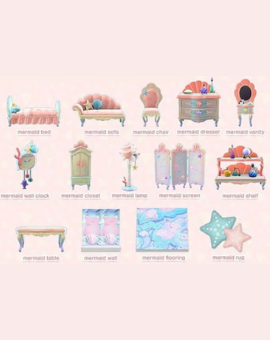 mermaid bed mermaid sofa mermaid chair mermaid dresser mermaid vanity
mermaid wall clock mermaid closet mermaid lamp mermaid screen mermaid shelf
mermaid table mermaid wall mermaid flooring mermaid rug